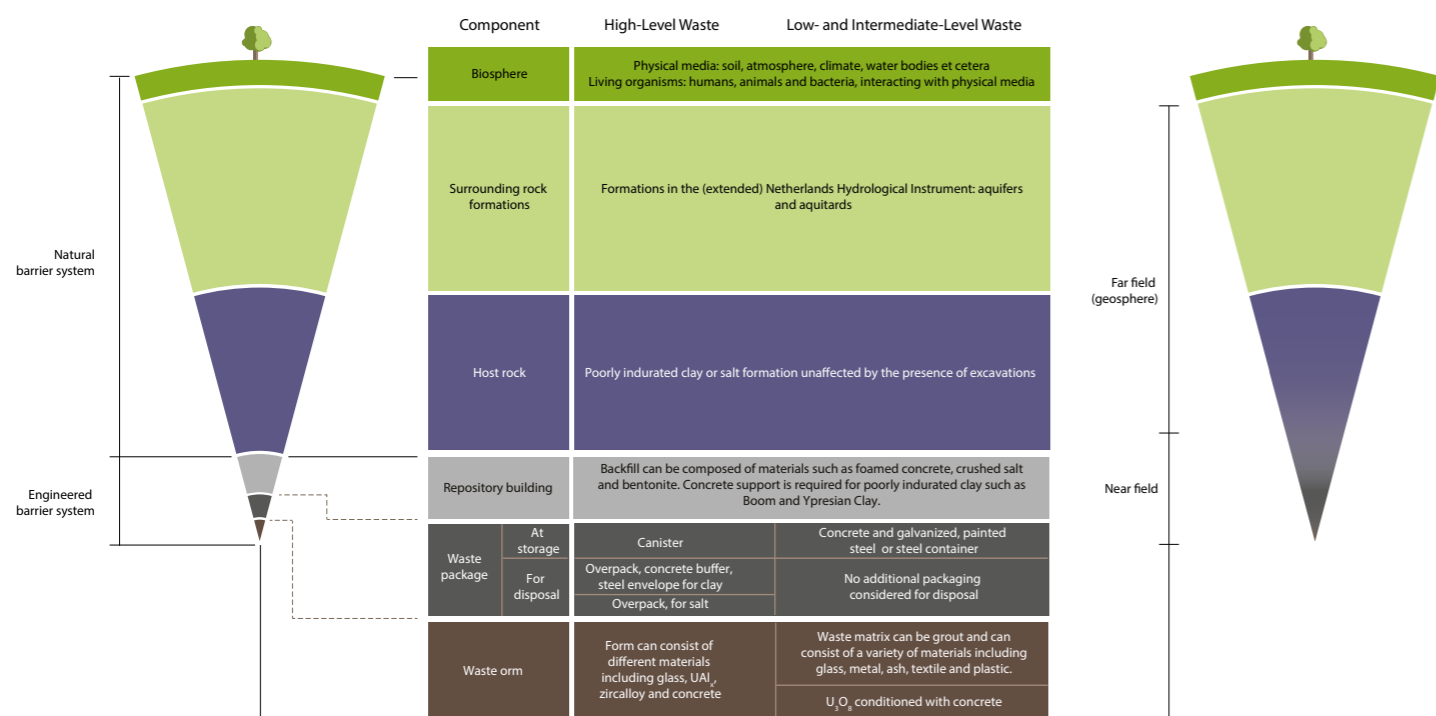 Component
High-Level Waste
Low- and Intermediate-Level Waste
Biosphere
Physical media: soil, atmosphere, climate, water bodies et cetera
Living organisms: humans, animals and bacteria, interacting with physical media
Surrounding rock
formations
Formations in the (extended) Netherlands Hydrological Instrument: aquifers
and aquitards
Natural
barrier system
Far field
(geosphere)
Host rock
Poorly indurated clay or salt formation unaffected by the presence of excavations
Engineered
barrier system
Near field
Repository building
Backfill can be composed of materials such as foamed concrete, crushed salt
and bentonite. Concrete support is required for poorly indurated clay such as
Boom and Ypresian Clay.
Waste
package
At
storage
Canister
Concrete and galvanized, painted
steel or steel container
For
disposal
Overpack, concrete buffer,
steel envelope for clay
Overpack, for salt
No additional packaging
considered for disposal
Waste orm
Form can consist of
different materials
including glass, UAlₓ,
zircalloy and concrete
Waste matrix can be grout and can
consist of a variety of materials including
glass, metal, ash, textile and plastic.
U₃O₈ conditioned with concrete